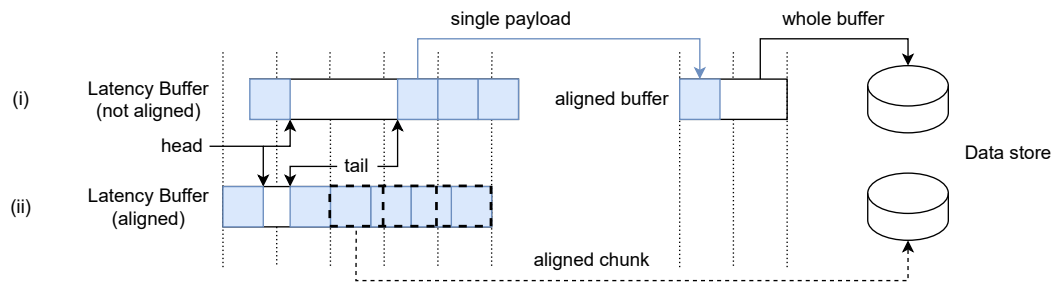 single payload
whole buffer
(i)
Latency Buffer
(not aligned)
aligned buffer
head
tail
Data store
(ii)
Latency Buffer
(aligned)
aligned chunk